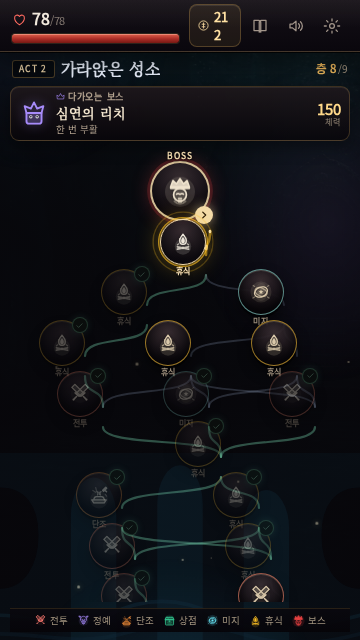 78/78
21
2
ACT 2 가라앉은 성소
층 8/9
다가오는 보스
심연의 리치
한 번 부활
150
체력
BOSS
휴식
휴식
미지
휴식
휴식
휴식
전투
미지
전투
휴식
단조
휴식
전투
휴식
전투 정예 단조 상점 미지 휴식 보스